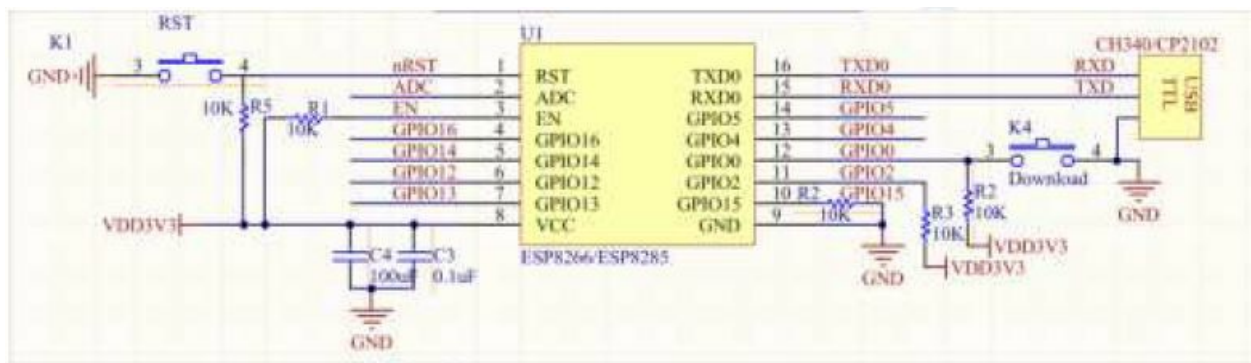 RST
K1
GND
3
4
nRST
1
ADC
2
EN
3
GPIO16
4
GPIO14
5
GPIO12
6
GPIO13
7
8
10K
R5
R1
10K
VDD3V3
C4
100uF
C3
0.1uF
GND
U1
RST
ADC
EN
GPIO16
GPIO14
GPIO12
GPIO13
VCC
TXD0
RXD0
GPIO5
GPIO4
GPIO0
GPIO2
GPIO15
GND
ESP8266/ESP8285
16
TXD0
15
RXD0
14
GPIO5
13
GPIO4
12
GPIO0
11
GPIO2
10
R2
GPIO15
9
10K
GND
R3
10K
VDD3V3
R2
10K
VDD3V3
K4
3
4
Download
GND
CH340/CP2102
RXD
TXD
USB
TTL